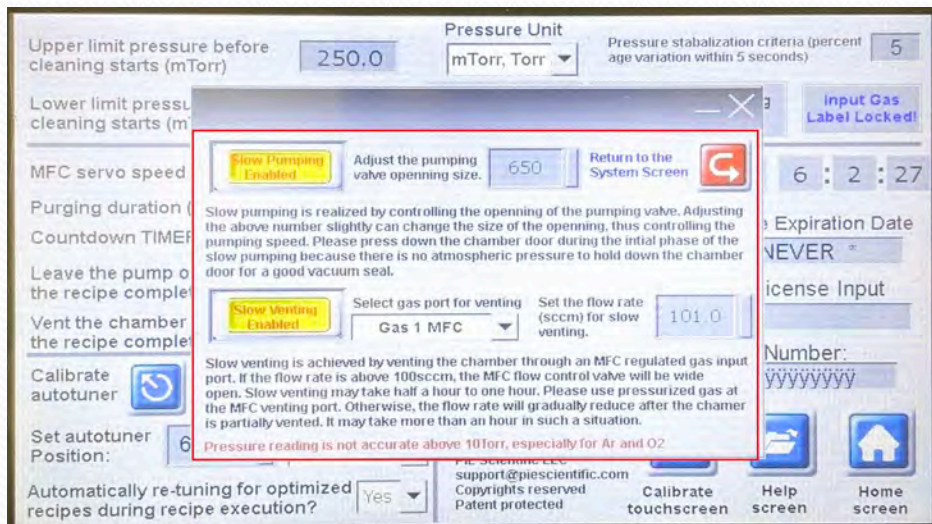 Pressure Unit
Upper limit pressure before
cleaning starts (mTorr)
250.0
mTorr, Torr
Pressure stabalization criteria (percent
age variation within 5 seconds)
5
Lower limit pressu
cleaning starts (m
g
Input Gas
Label Locked!
Slow Pumping
Enabled
Adjust the pumping
valve openning size.
650
Return to the
System Screen
MFC servo speed
6 : 2 : 27
Slow pumping is realized by controlling the openning of the pumping valve. Adjusting
the above number slightly can change the size of the openning, thus controlling the
pumping speed. Please press down the chamber door during the intial phase of the
slow pumping because there is no atmospheric pressure to hold down the chamber
door for a good vacuum seal.
Purging duration (
Countdown TIMER
Expiration Date
NEVER
Leave the pump o
the recipe complet
icense Input
Slow Venting
Enabled
Select gas port for venting
Gas 1 MFC
Set the flow rate
(sccm) for slow
venting.
101.0
Vent the chamber
the recipe complet
Number:
ÿÿÿÿÿÿÿÿ
Slow venting is achieved by venting the chamber through an MFC regulated gas input
port. If the flow rate is above 100sccm, the MFC flow control valve will be wide
open. Slow venting may take half a hour to one hour. Please use pressurized gas at
the MFC venting port. Otherwise, the flow rate will gradually reduce after the chamer
is partially vented. It may take more than an hour in such a situation.
Pressure reading is not accurate above 10Torr, especially for Ar and O2
Calibrate
autotuner
Set autotuner
Position:
6
PIE Scientific LLC
support@piescientific.com
Copyrights reserved
Patent protected
Automatically re-tuning for optimized
recipes during recipe execution?
Yes
Calibrate
touchscreen
Help
screen
Home
screen